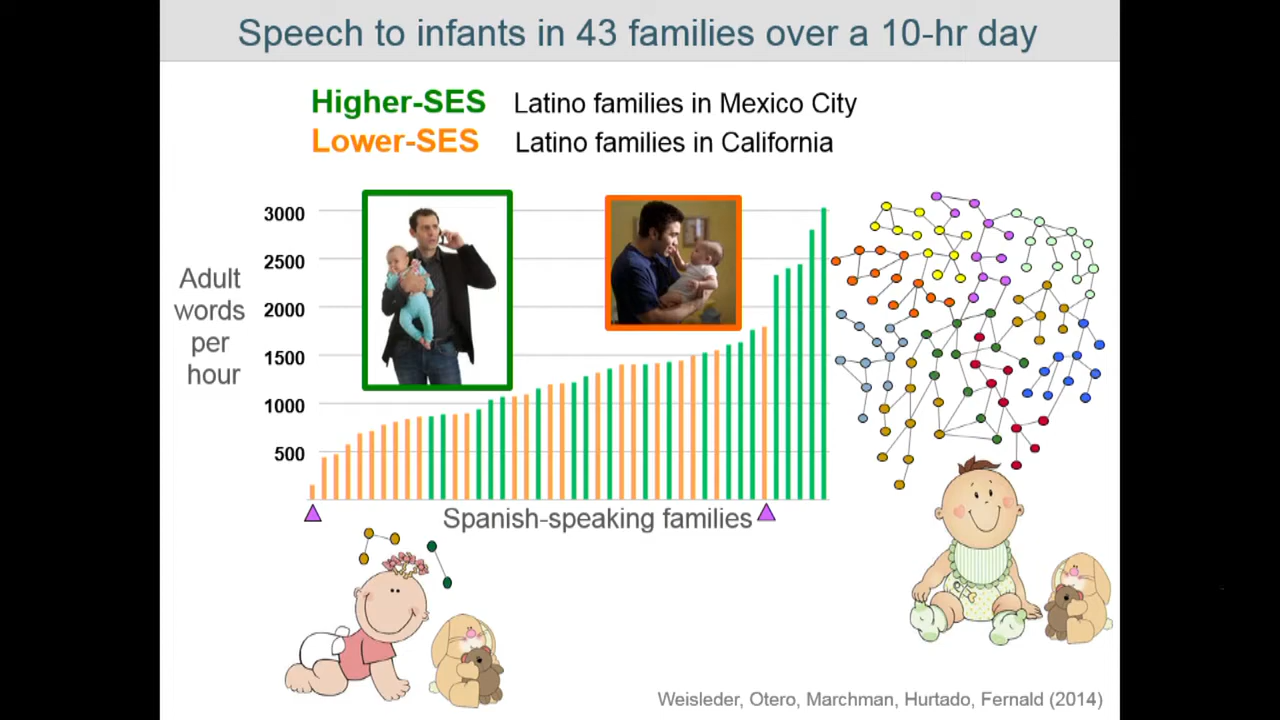 Speech to infants in 43 families over a 10-hr day
Higher-SES Latino families in Mexico City
Lower-SES Latino families in California
Adult
words
per
hour
3000
2500
2000
1500
1000
500
Spanish-speaking families
Weisleder, Otero, Marchman, Hurtado, Fernald (2014)